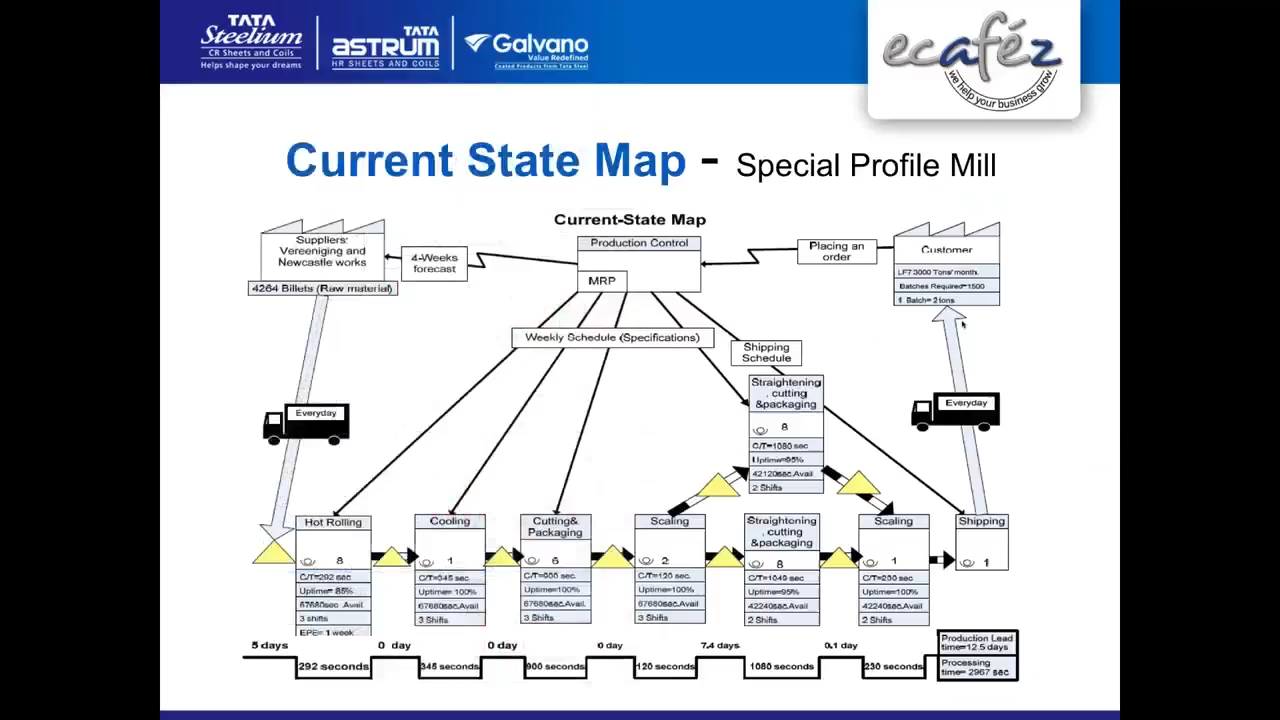 TATA
Steelium
CR Sheets and Coils
Helps shape your dreams
TATA
ASTRUM
HR SHEETS AND COILS
Galvano
Value Redefined
Coated Products from Tata Steel
ecaféz
we help your business grow
Current State Map - Special Profile Mill
Current-State Map
Suppliers:
Vereeniging and
Newcastle works
4264 Billets (Raw material)
4-Weeks
forecast
Production Control
MRP
Placing an
order
Customer
LF7 3000 Tons/month.
Batches Required=1500
1 Batch= 2tons
Weekly Schedule (Specifications)
Shipping
Schedule
Everyday
Everyday
Straightening
, cutting
&packaging
8
C/T=1080 sec
Uptime=95%
42120sec.Avail
2 Shifts
Hot Rolling
8
C/T=292 sec
Uptime= 85%
67680sec .Avail
3 shifts
EPE= 1 week
Cooling
1
C/T=345 sec
Uptime= 100%
67680sec.Avail
3 Shifts
Cutting&
Packaging
6
C/T=900 sec.
Uptime=100%
67680sec.Avail.
3 Shifts
Scaling
2
C/T=120 sec
Uptime=100%
67680sec.Avail
3 Shifts
Straightening
, cutting
&packaging
8
C/T=1049 sec
Uptime=95%
42240sec.Avail
2 Shifts
Scaling
1
C/T=230 sec
Uptime=100%
42240sec.Avail
2 Shifts
Shipping
1
5 days
0 day
0 day
0 day
7.4 days
0.1 day
292 seconds
345 seconds
900 seconds
120 seconds
1080 seconds
230 seconds
Production Lead
time=12.5 days
Processing
time= 2967 sec